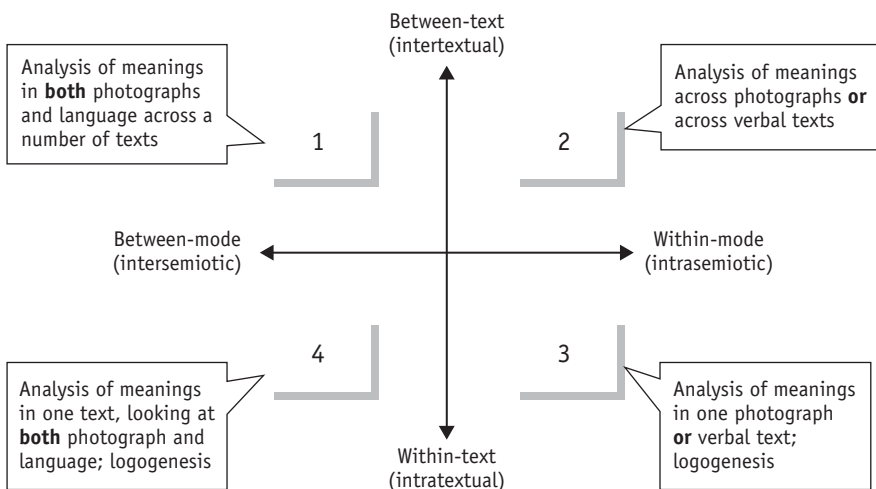 Between-text
(intertextual)
Analysis of meanings
in both photographs
and language across a
number of texts
1
2
Analysis of meanings
across photographs or
across verbal texts
Between-mode
(intersemiotic)
Within-mode
(intrasemiotic)
Analysis of meanings
in one text, looking at
both photograph and
language; logogenesis
4
3
Analysis of meanings
in one photograph
or verbal text;
logogenesis
Within-text
(intratextual)